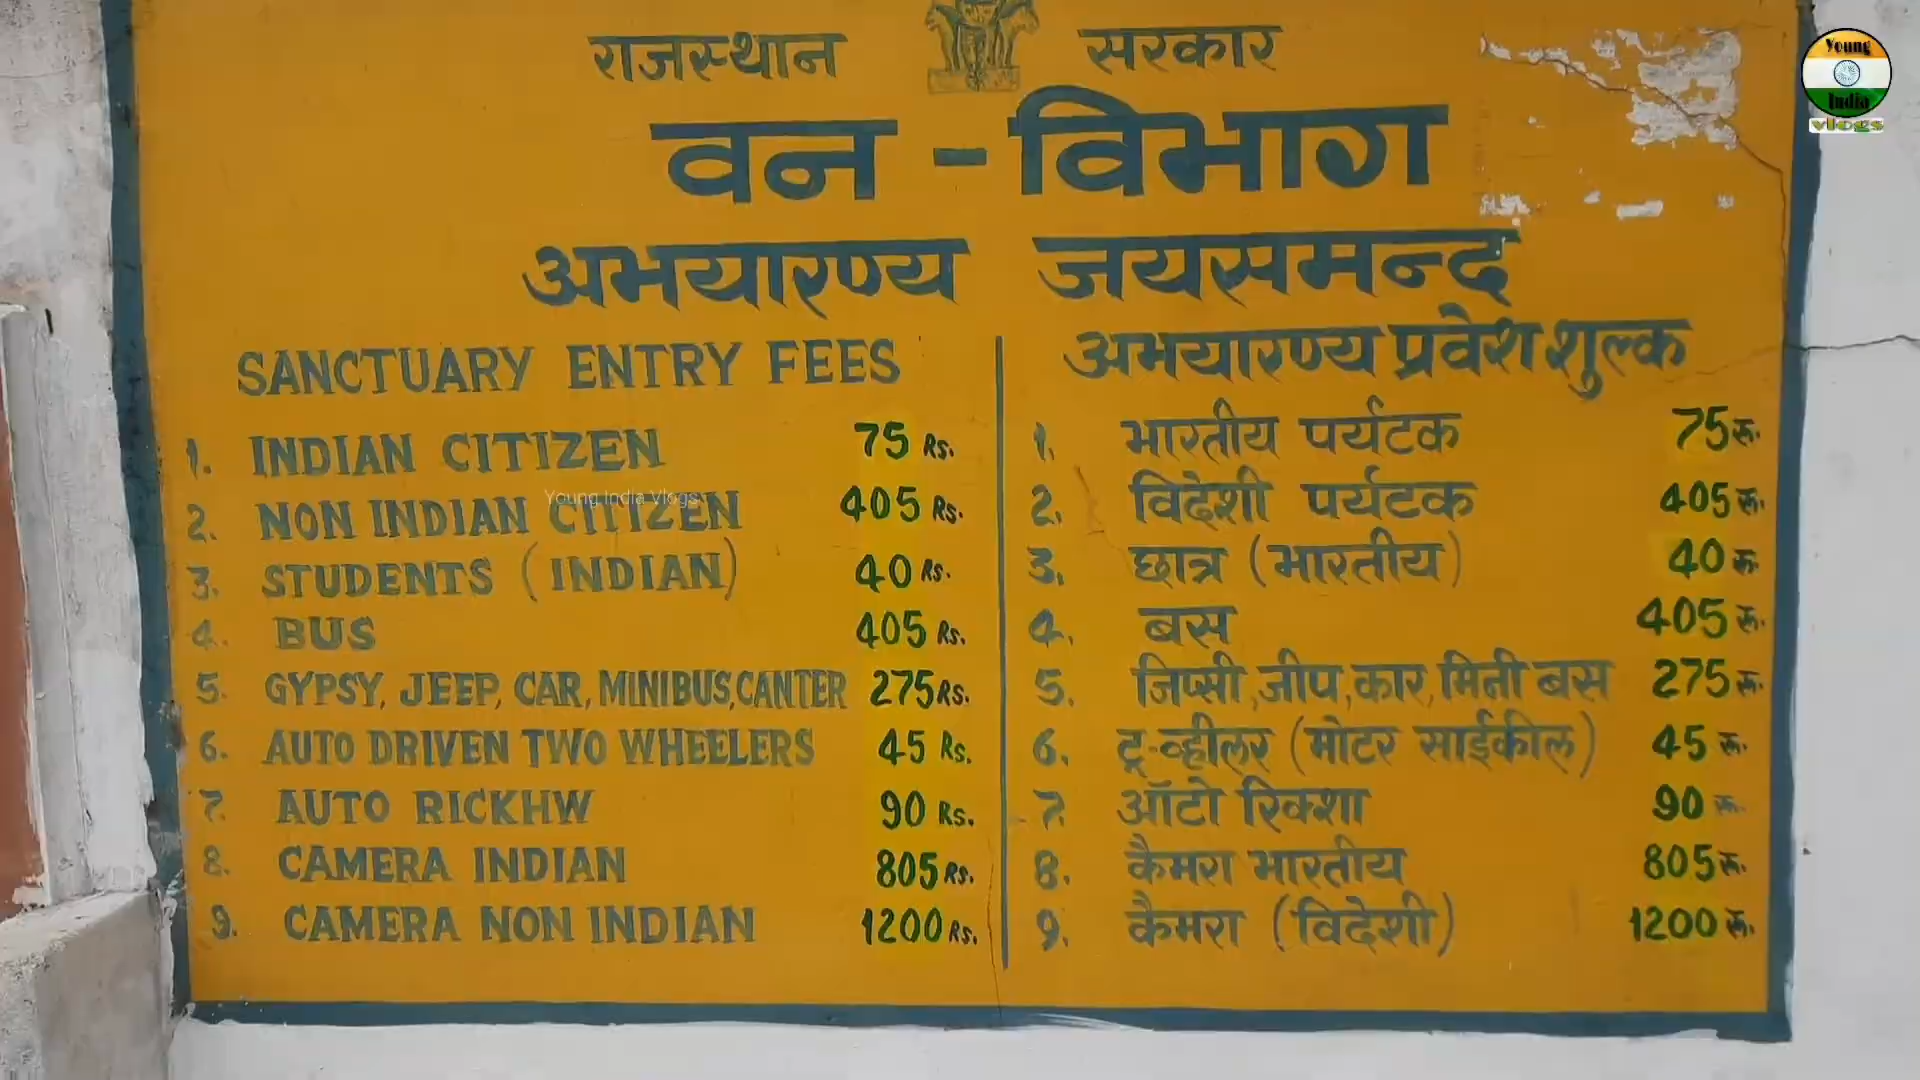 राजस्थान सरकार
वन - विभाग
अभयारण्य जयसमन्द
SANCTUARY ENTRY FEES
1. INDIAN CITIZEN 75 Rs.
2. NON INDIAN CITIZEN 405 Rs.
3. STUDENTS (INDIAN) 40 Rs.
4. BUS 405 Rs.
5. GYPSY, JEEP, CAR, MINIBUS, CANTER 275 Rs.
6. AUTO DRIVEN TWO WHEELERS 45 Rs.
7. AUTO RICKHW 90 Rs.
8. CAMERA INDIAN 805 Rs.
9. CAMERA NON INDIAN 1200 Rs.
अभयारण्य प्रवेश शुल्क
1. भारतीय पर्यटक 75 रू.
2. विदेशी पर्यटक 405 रू.
3. छात्र (भारतीय) 40 रू.
4. बस 405 रू.
5. जिप्सी, जीप, कार, मिनी बस 275 रू.
6. टू-व्हीलर (मोटर साईकील) 45 रू.
7. ऑटो रिक्शा 90 रू.
8. कैमरा भारतीय 805 रू.
9. कैमरा (विदेशी) 1200 रू.
Young India Vlogs
Young
India
vlogs